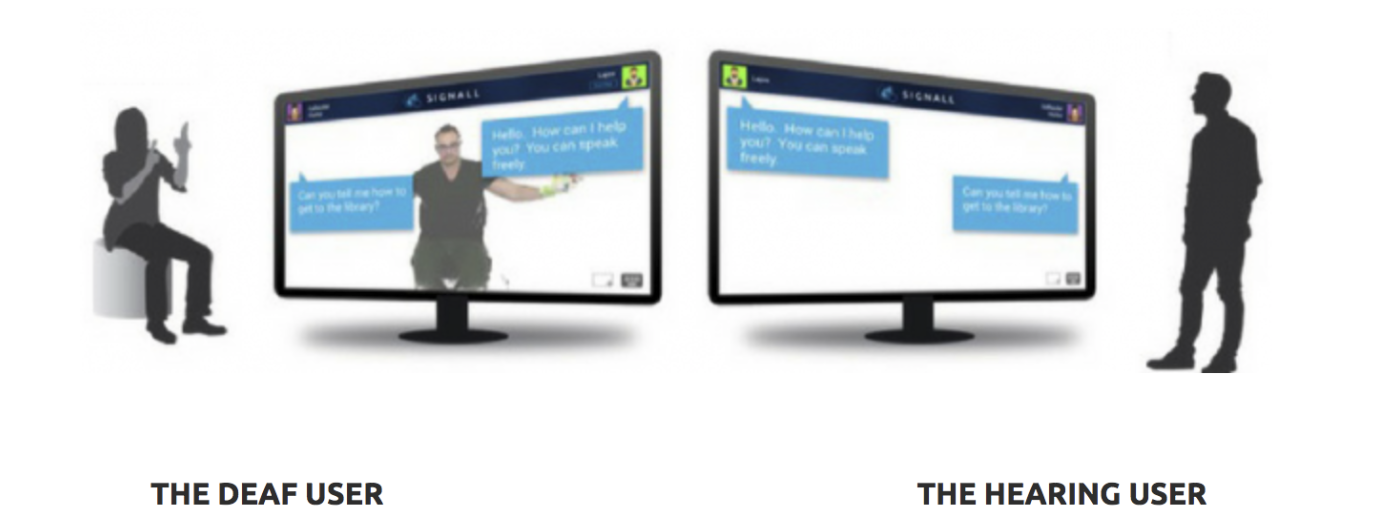 SIGNALL
Hello. How can I help
you? You can speak
freely.
Can you tell me how to
get to the library?
SIGNALL
Hello. How can I help
you? You can speak
freely.
Can you tell me how to
get to the library?
THE DEAF USER
THE HEARING USER